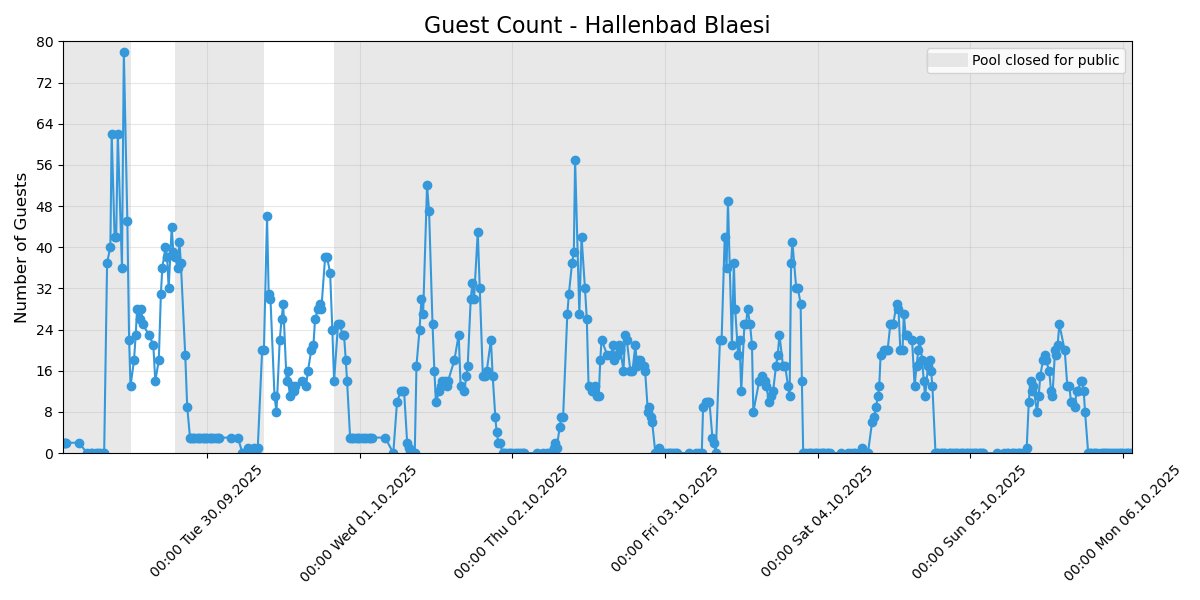 Guest Count - Hallenbad Blaesi
Pool closed for public
Number of Guests
80
72
64
56
48
40
32
24
16
8
0
00:00 Tue 30.09.2025
00:00 Wed 01.10.2025
00:00 Thu 02.10.2025
00:00 Fri 03.10.2025
00:00 Sat 04.10.2025
00:00 Sun 05.10.2025
00:00 Mon 06.10.2025